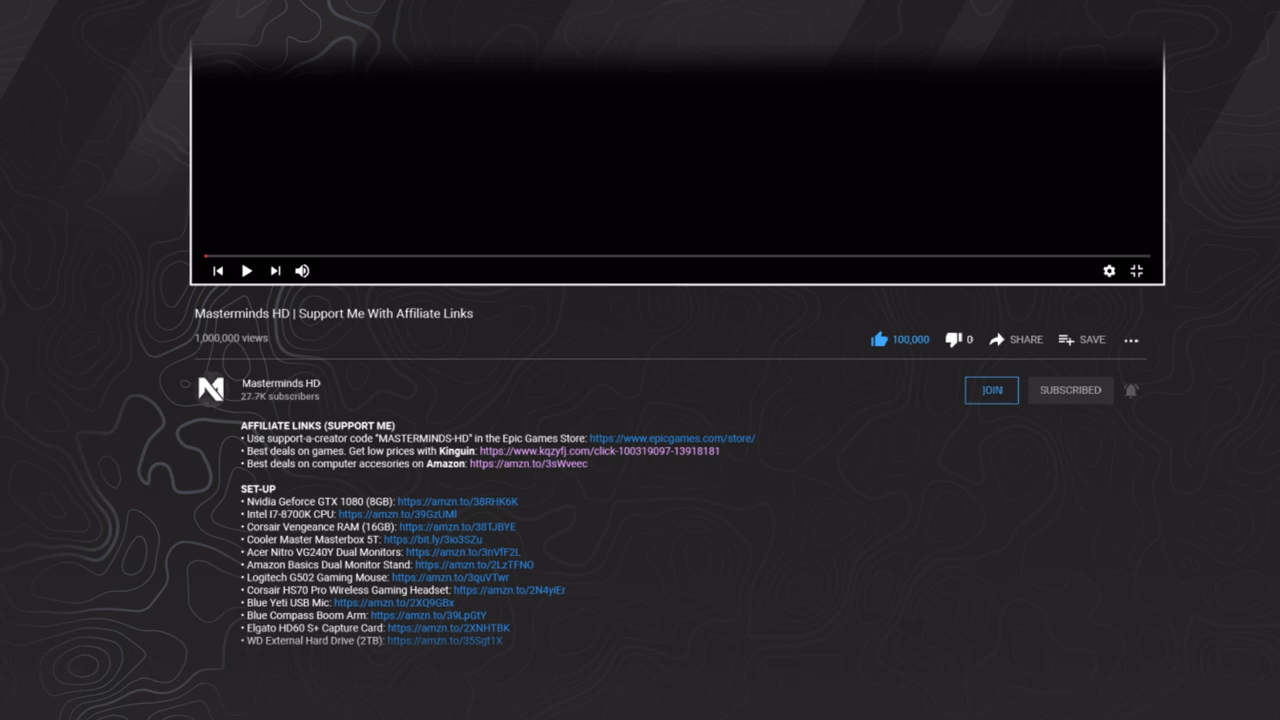 Masterminds HD | Support Me With Affiliate Links
1,000,000 views
100,000
0
SHARE
SAVE
Masterminds HD
27.7K subscribers
JOIN
SUBSCRIBED
AFFILIATE LINKS (SUPPORT ME)
• Use support-a-creator code "MASTERMINDS-HD" in the Epic Games Store: https://www.epicgames.com/store/
• Best deals on games. Get low prices with Kinguin: https://www.kqzyfj.com/click-100319097-13918181
• Best deals on computer accesories on Amazon: https://amzn.to/3sWveec
SET-UP
• Nvidia Geforce GTX 1080 (8GB): https://amzn.to/38RHK6K
• Intel I7-8700K CPU: https://amzn.to/39GzUMl
• Corsair Vengeance RAM (16GB): https://amzn.to/38TJBYE
• Cooler Master Masterbox 5T: https://bit.ly/3io3SZu
• Acer Nitro VG240Y Dual Monitors: https://amzn.to/3nVfF2L
• Amazon Basics Dual Monitor Stand: https://amzn.to/2LzTFNO
• Logitech G502 Gaming Mouse: https://amzn.to/3quVTwr
• Corsair HS70 Pro Wireless Gaming Headset: https://amzn.to/2N4yiEr
• Blue Yeti USB Mic: https://amzn.to/2XQ9GBx
• Blue Compass Boom Arm: https://amzn.to/39LpGtY
• Elgato HD60 S+ Capture Card: https://amzn.to/2XNHTBK
• WD External Hard Drive (2TB): https://amzn.to/35Sgt1X